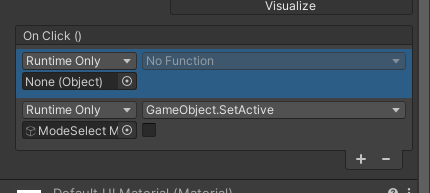 Visualize
On Click ()
Runtime Only No Function
None (Object)
Runtime Only GameObject.SetActive
ModeSelect M
Default UI Material (Material)